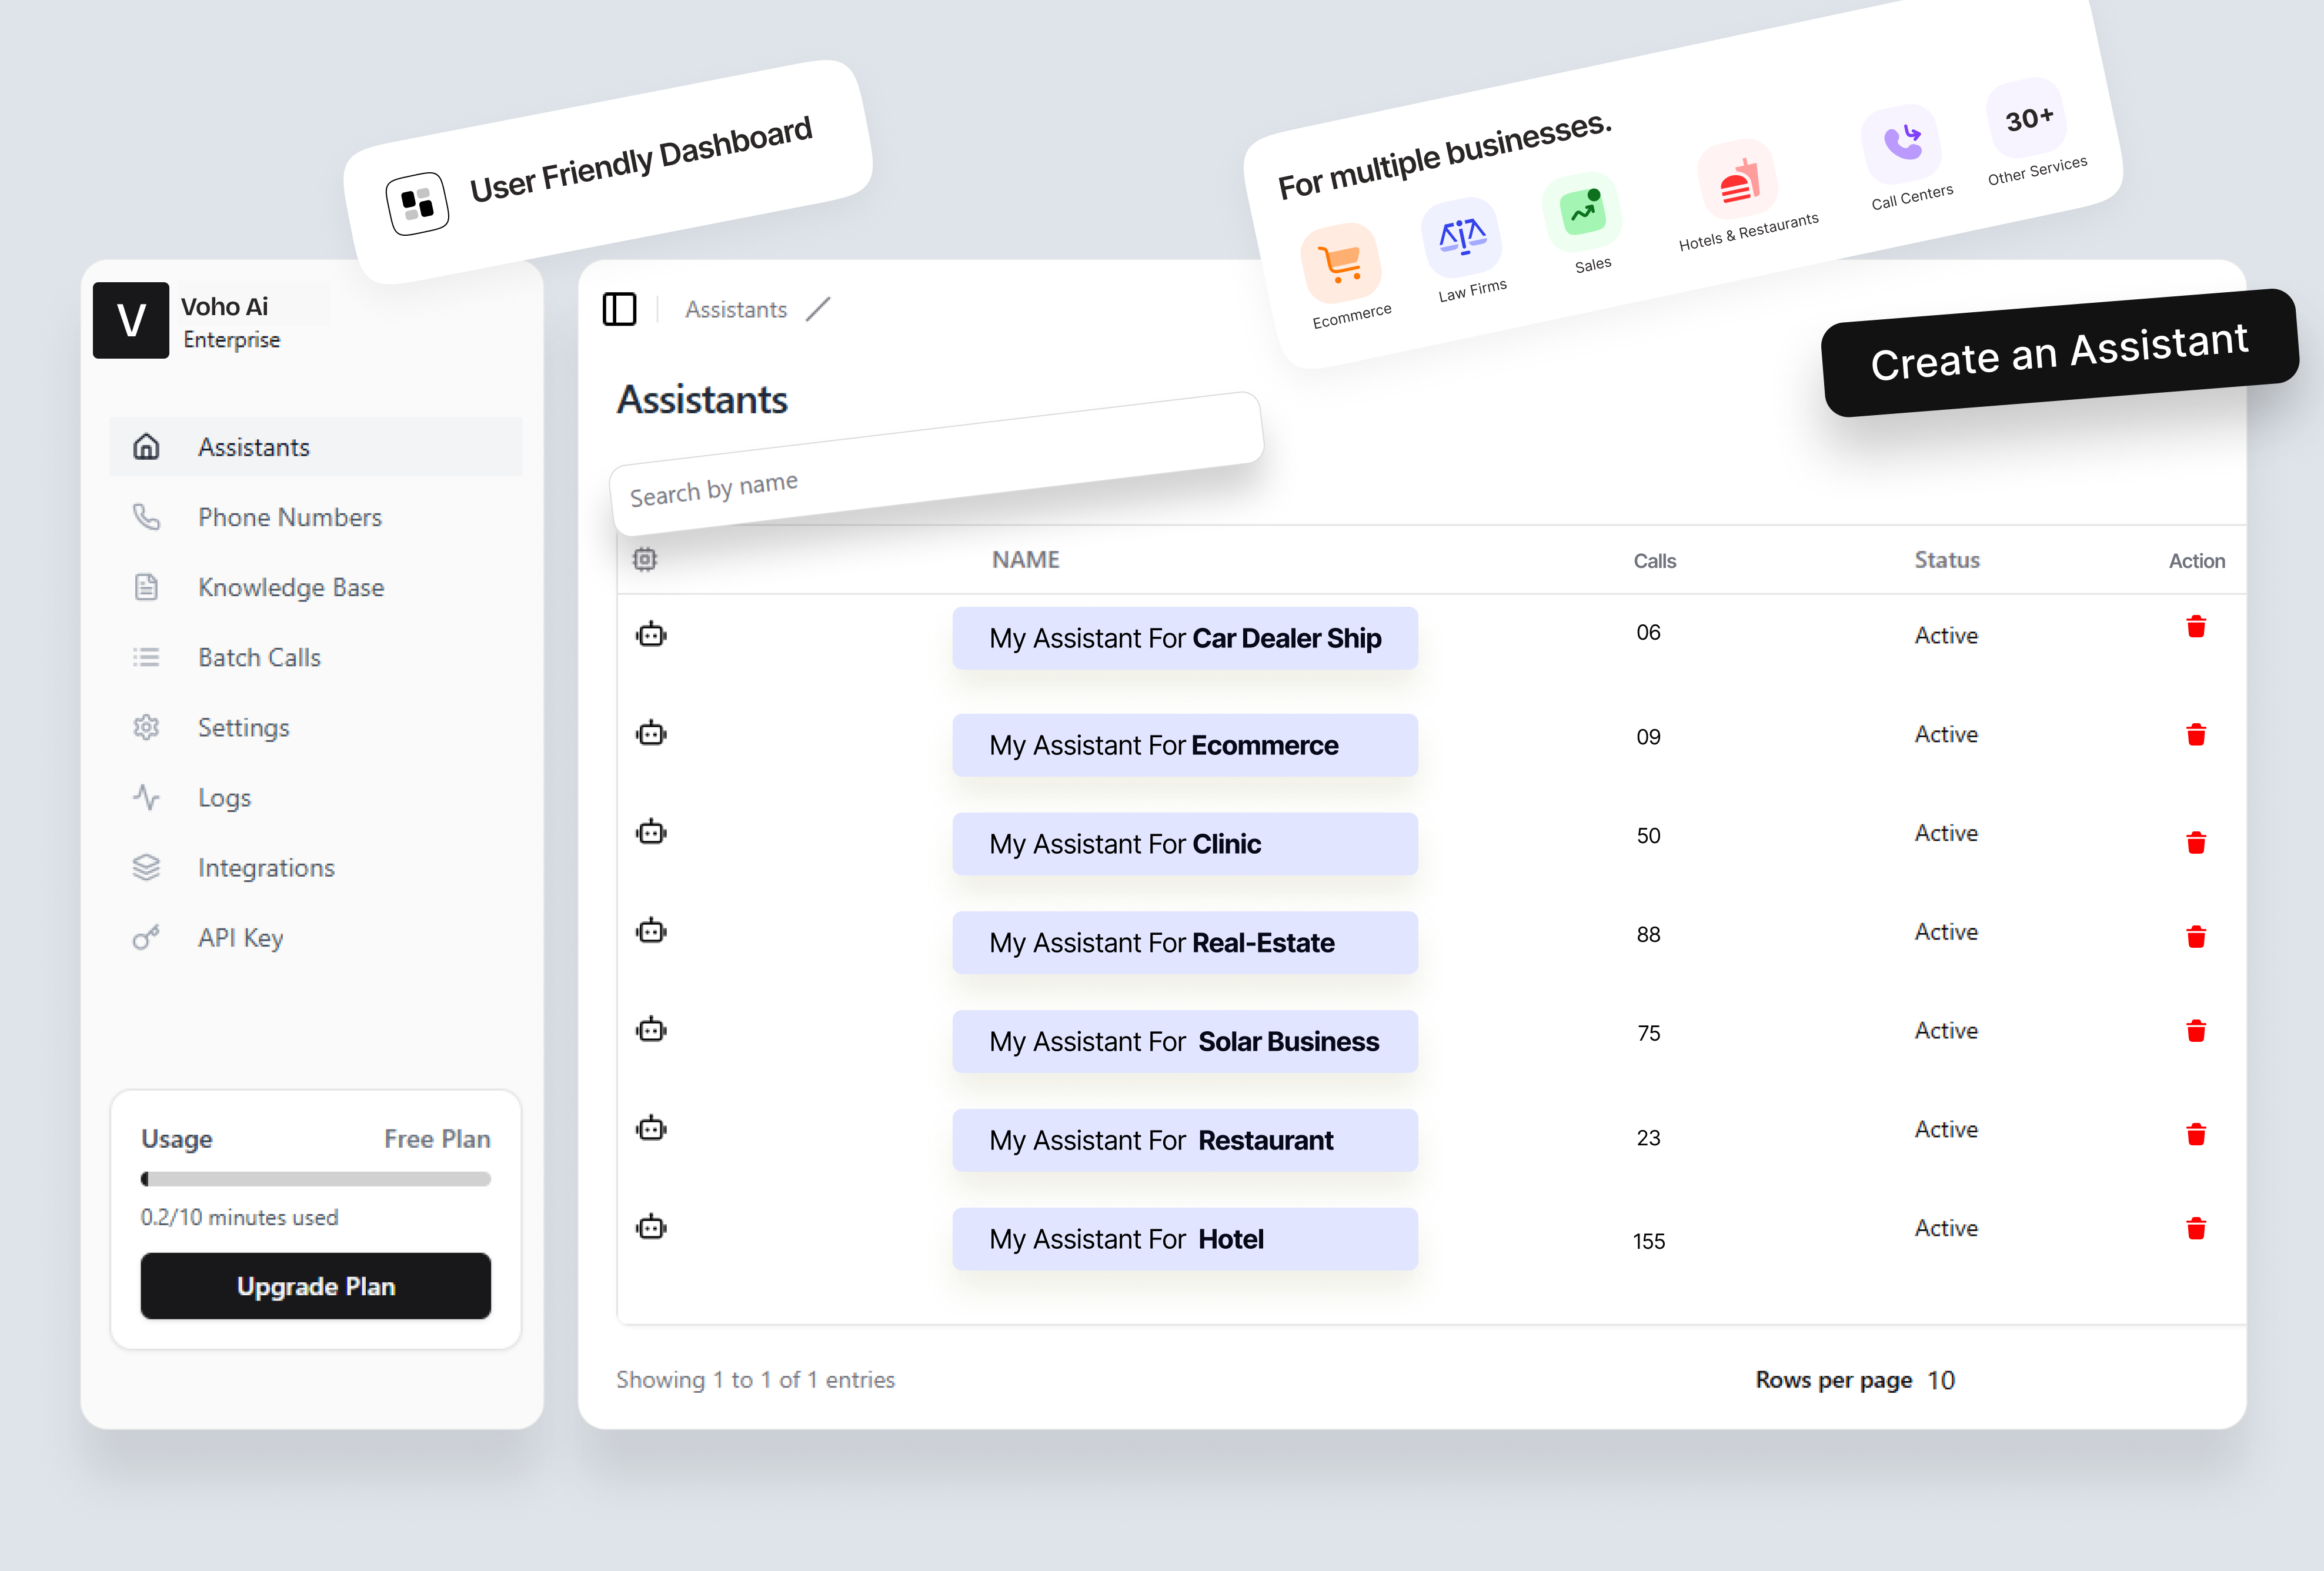 User Friendly Dashboard
For multiple businesses.
Ecommerce
Law Firms
Sales
Hotels & Restaurants
Call Centers
30+
Other Services
V
Voho Ai
Enterprise
Assistants
Phone Numbers
Knowledge Base
Batch Calls
Settings
Logs
Integrations
API Key
Usage Free Plan
0.2/10 minutes used
Upgrade Plan
Assistants
Create an Assistant
Assistants
Search by name
NAME Calls Status Action
My Assistant For Car Dealer Ship 06 Active
My Assistant For Ecommerce 09 Active
My Assistant For Clinic 50 Active
My Assistant For Real-Estate 88 Active
My Assistant For Solar Business 75 Active
My Assistant For Restaurant 23 Active
My Assistant For Hotel 155 Active
Showing 1 to 1 of 1 entries Rows per page 10